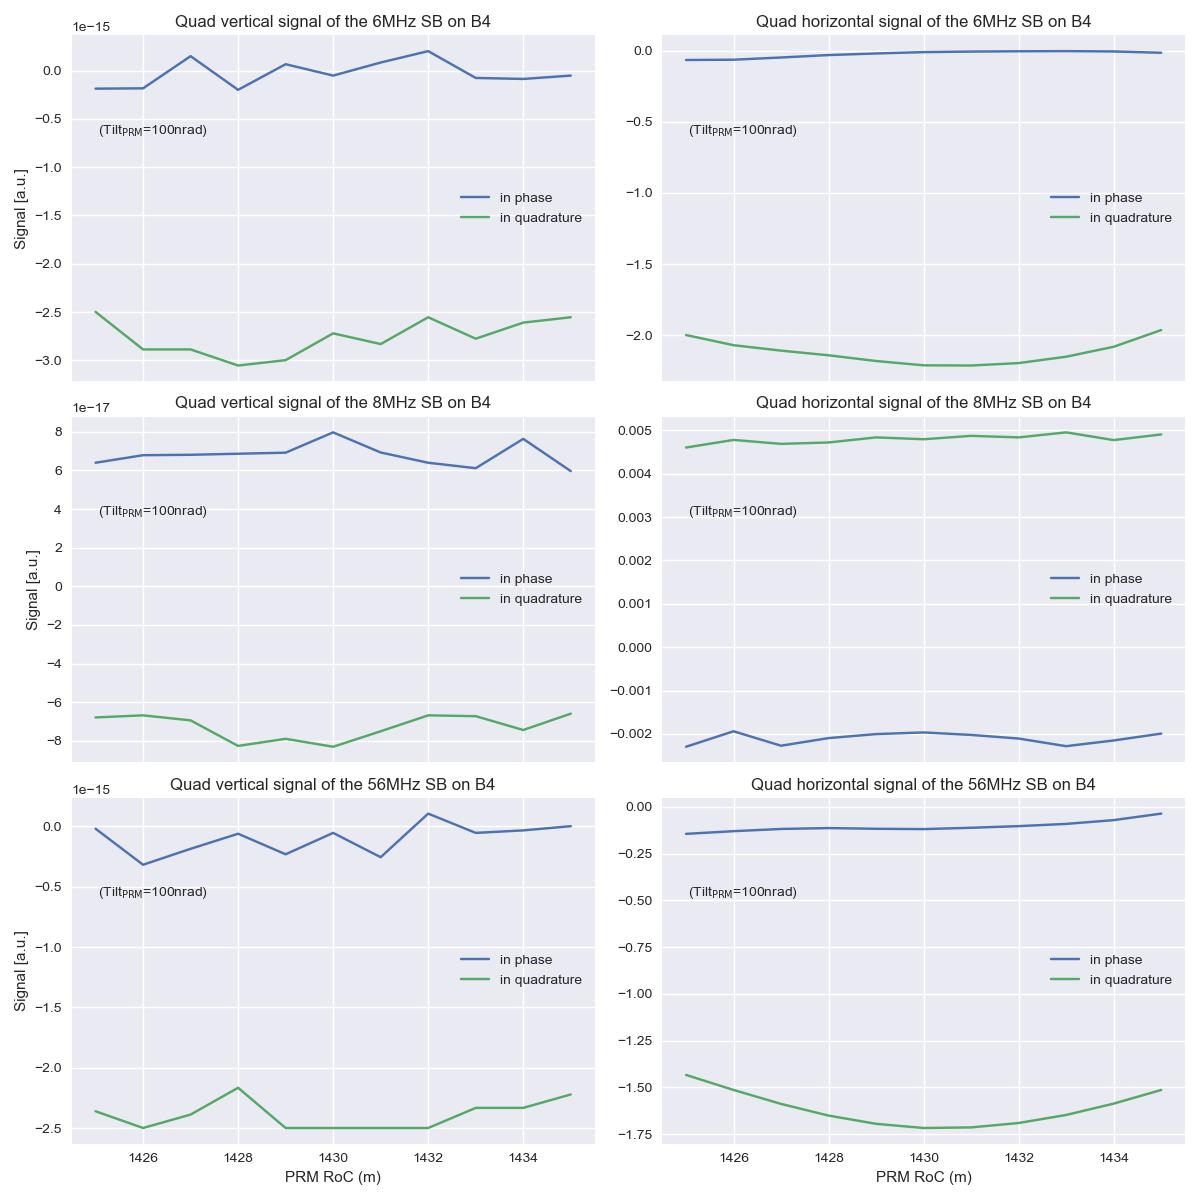 Quad vertical signal of the 6MHz SB on B4
1e−15
0.0
−0.5
−1.0
−1.5
−2.0
−2.5
−3.0
Signal [a.u.]
(TiltPRM=100nrad)
in phase
in quadrature
Quad horizontal signal of the 6MHz SB on B4
0.0
−0.5
−1.0
−1.5
−2.0
(TiltPRM=100nrad)
in phase
in quadrature
Quad vertical signal of the 8MHz SB on B4
1e−17
8
6
4
2
0
−2
−4
−6
−8
Signal [a.u.]
(TiltPRM=100nrad)
in phase
in quadrature
Quad horizontal signal of the 8MHz SB on B4
0.005
0.004
0.003
0.002
0.001
0.000
−0.001
−0.002
(TiltPRM=100nrad)
in phase
in quadrature
Quad vertical signal of the 56MHz SB on B4
1e−15
0.0
−0.5
−1.0
−1.5
−2.0
−2.5
Signal [a.u.]
(TiltPRM=100nrad)
in phase
in quadrature
1426 1428 1430 1432 1434
PRM RoC (m)
Quad horizontal signal of the 56MHz SB on B4
0.00
−0.25
−0.50
−0.75
−1.00
−1.25
−1.50
−1.75
(TiltPRM=100nrad)
in phase
in quadrature
1426 1428 1430 1432 1434
PRM RoC (m)